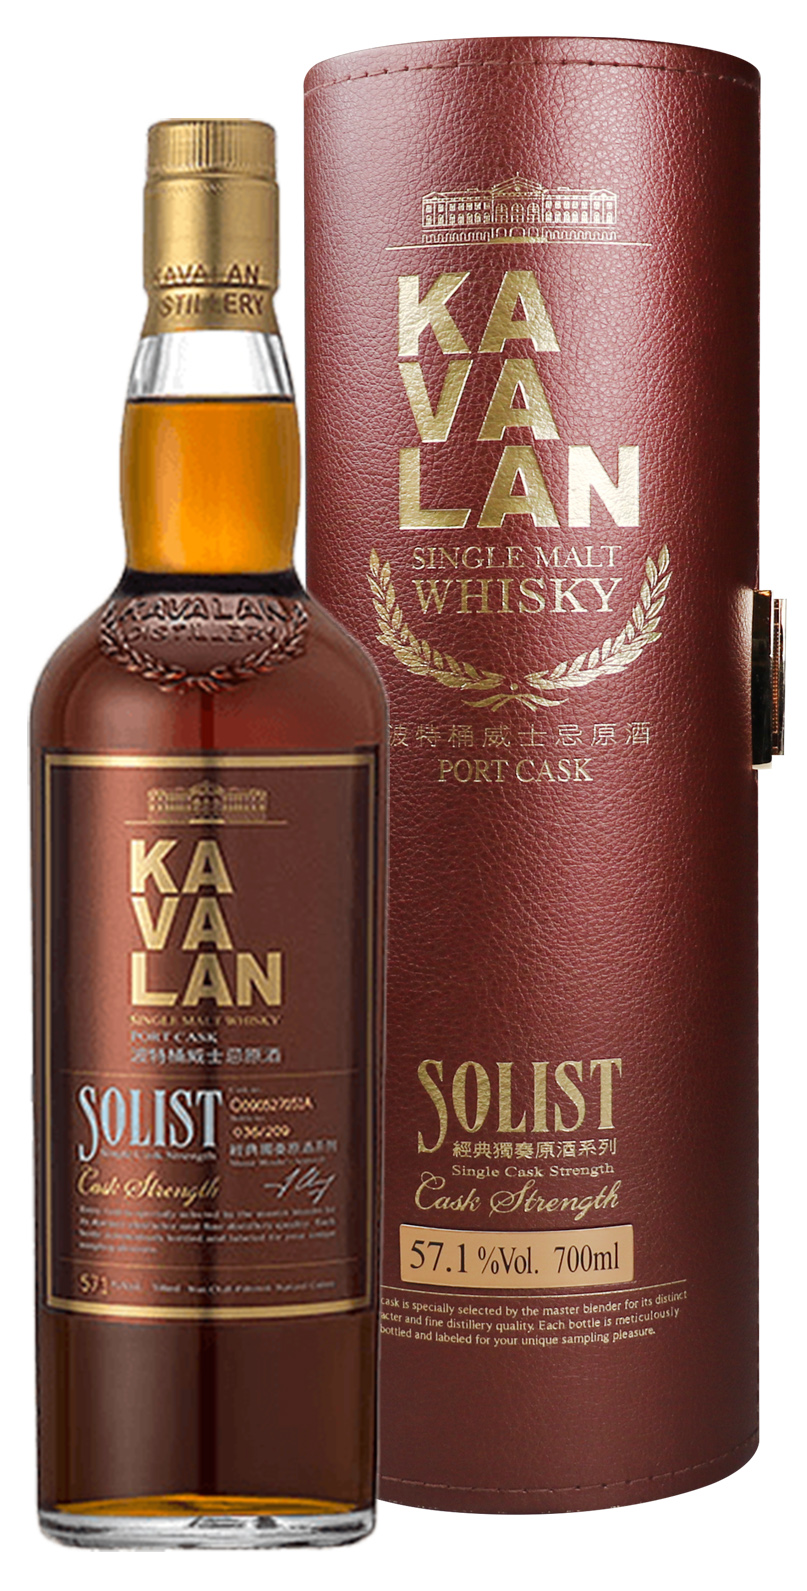 KAVALAN
DISTILLERY
KAVALAN
DISTILLERY
KA
VA
LAN
SINGLE MALT WHISKY
PORT CASK
波特桶威士忌原酒
SOLIST
Single Cask Strength
036/200
經典獨奏原酒系列
Cask Strength
57.1
KA
VA
LAN
SINGLE MALT
WHISKY
波特桶威士忌原酒
PORT CASK
SOLIST
經典獨奏原酒系列
Single Cask Strength
Cask Strength
57.1 %Vol. 700ml
cask is specially selected by the master blender for its distinct
and fine distillery quality. Each bottle is meticulously
bottled and labeled for your unique sampling pleasure.